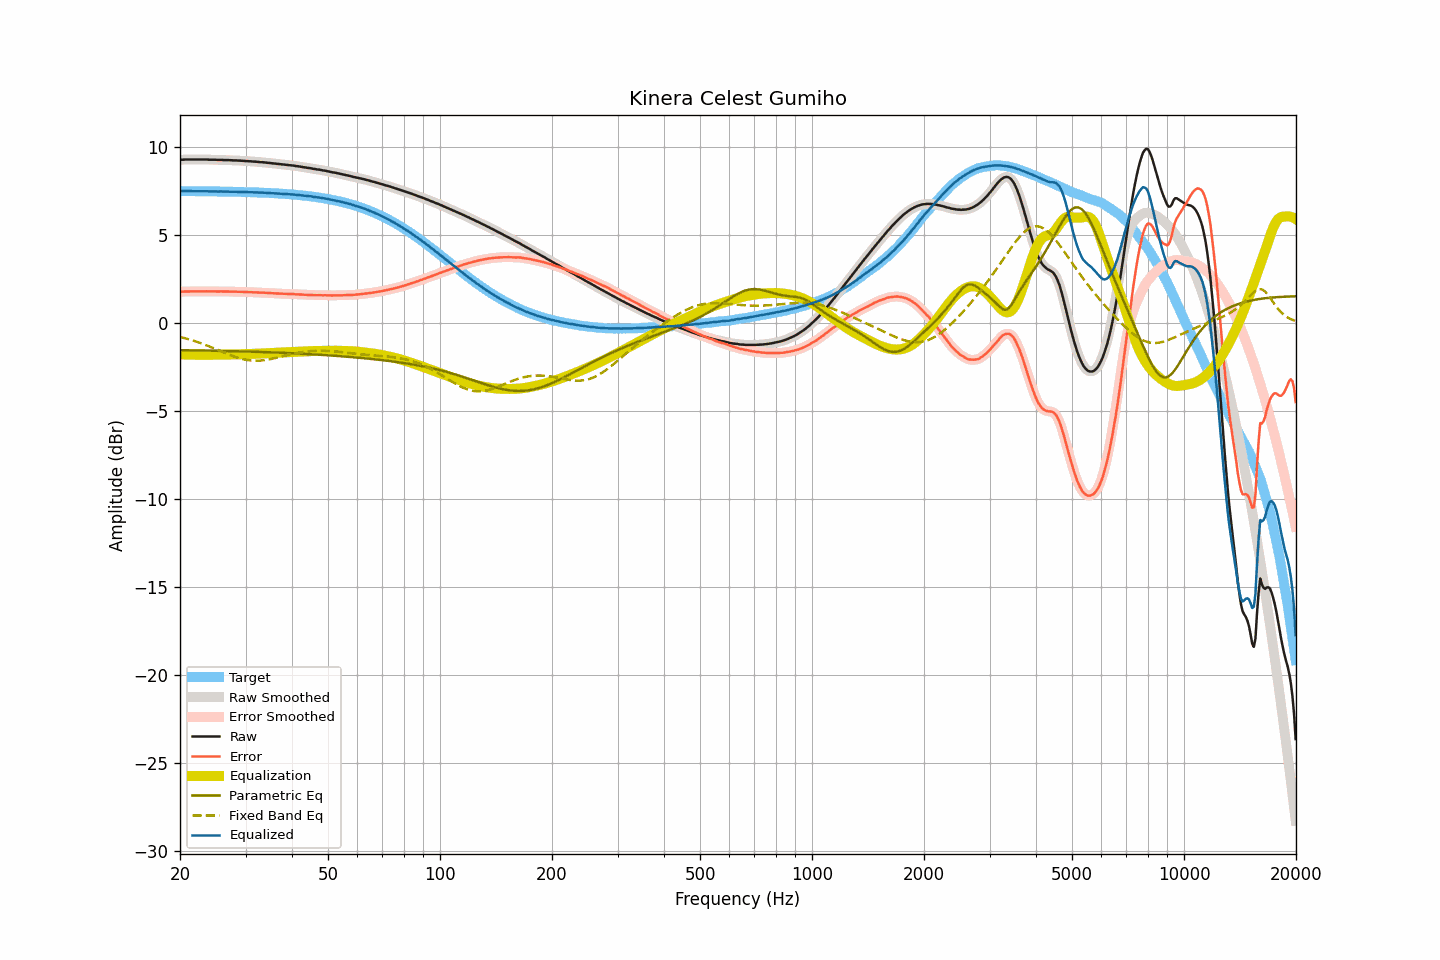 Kinera Celest Gumiho
10
5
0
−5
−10
−15
−20
−25
−30
Amplitude (dBr)
Target
Raw Smoothed
Error Smoothed
Raw
Error
Equalization
Parametric Eq
Fixed Band Eq
Equalized
20 50 100 200 500 1000 2000 5000 10000 20000
Frequency (Hz)